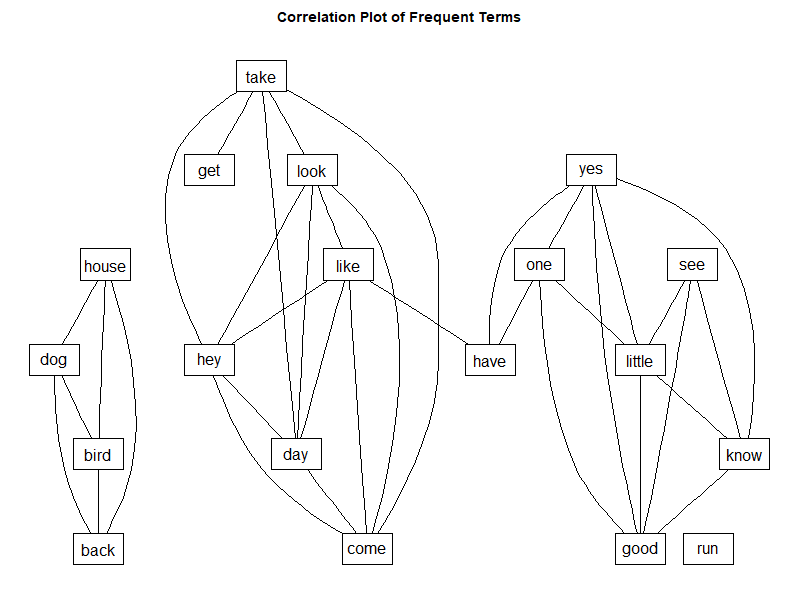 Correlation Plot of Frequent Terms
take
get
look
yes
house
like
one
see
dog
hey
have
little
bird
day
know
back
come
good
run